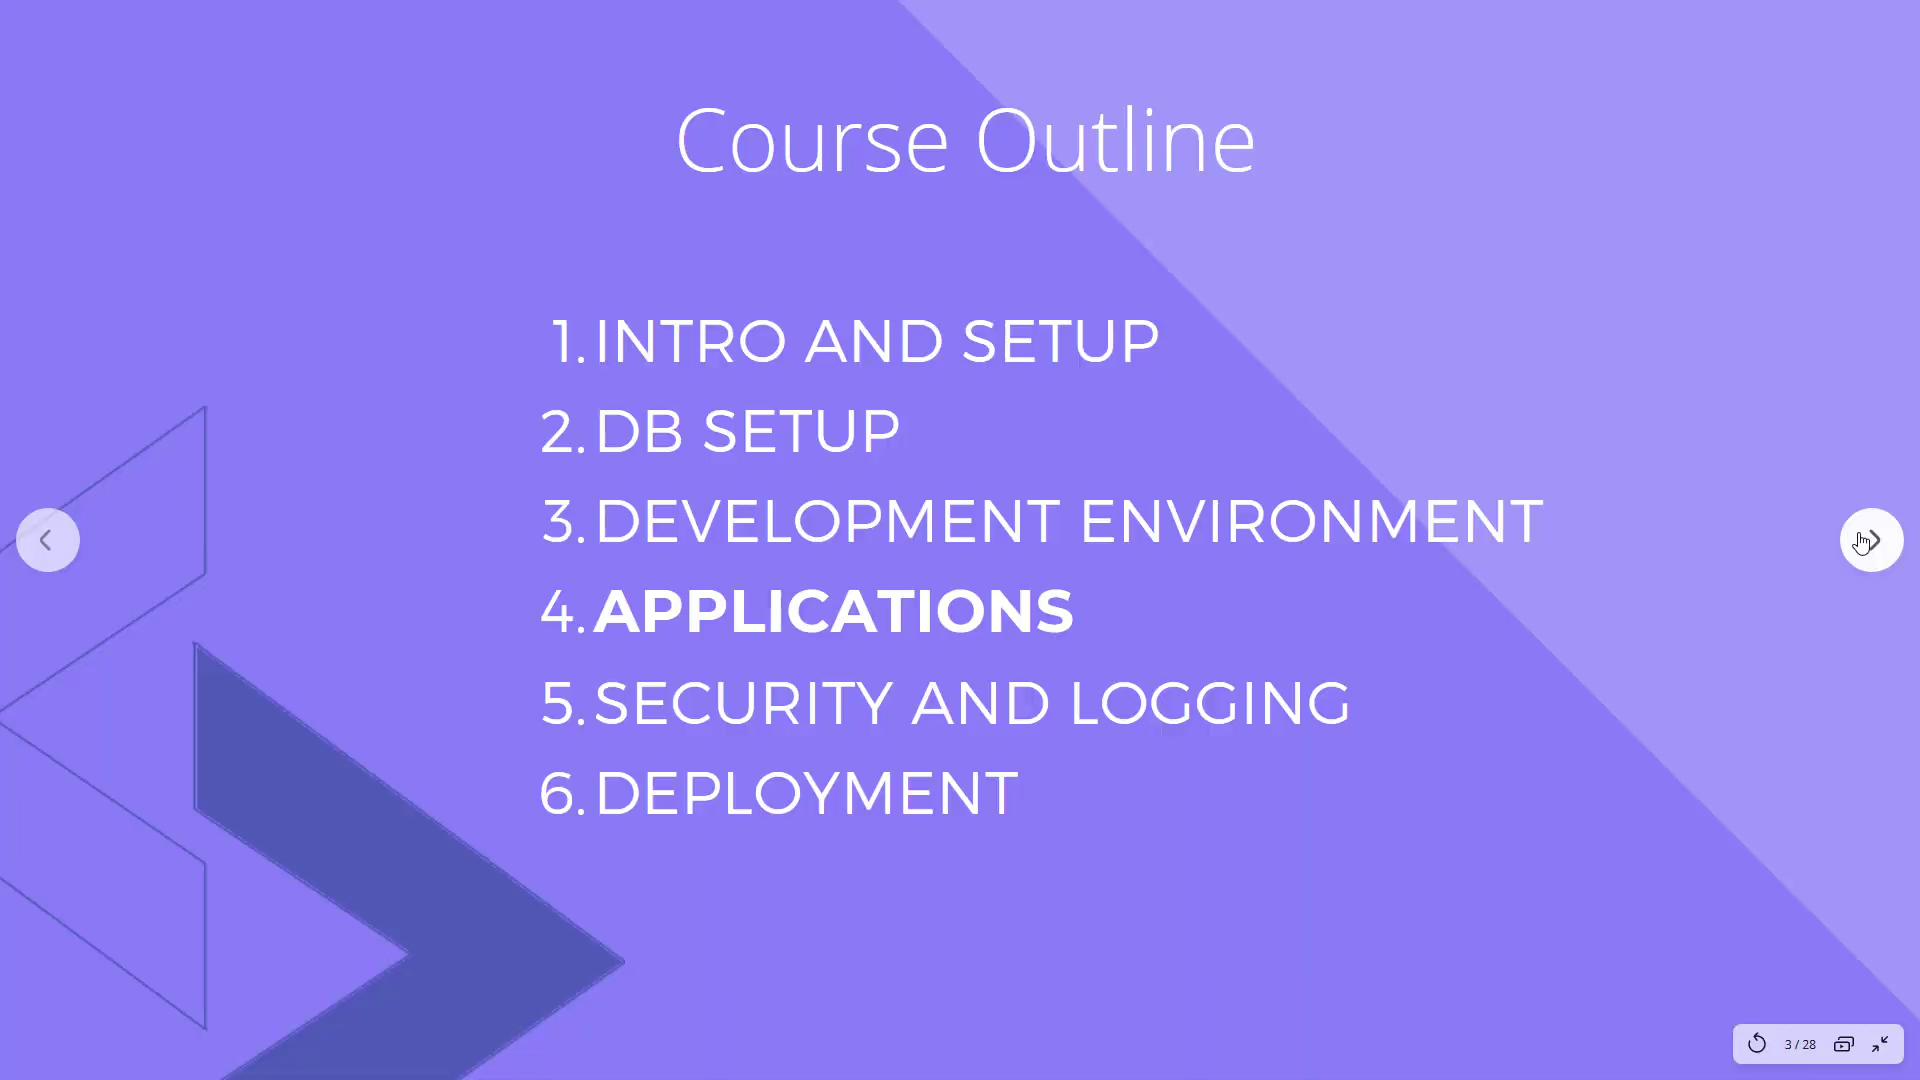 Course Outline
1. INTRO AND SETUP
2. DB SETUP
3. DEVELOPMENT ENVIRONMENT
4. APPLICATIONS
5. SECURITY AND LOGGING
6. DEPLOYMENT
3 / 28